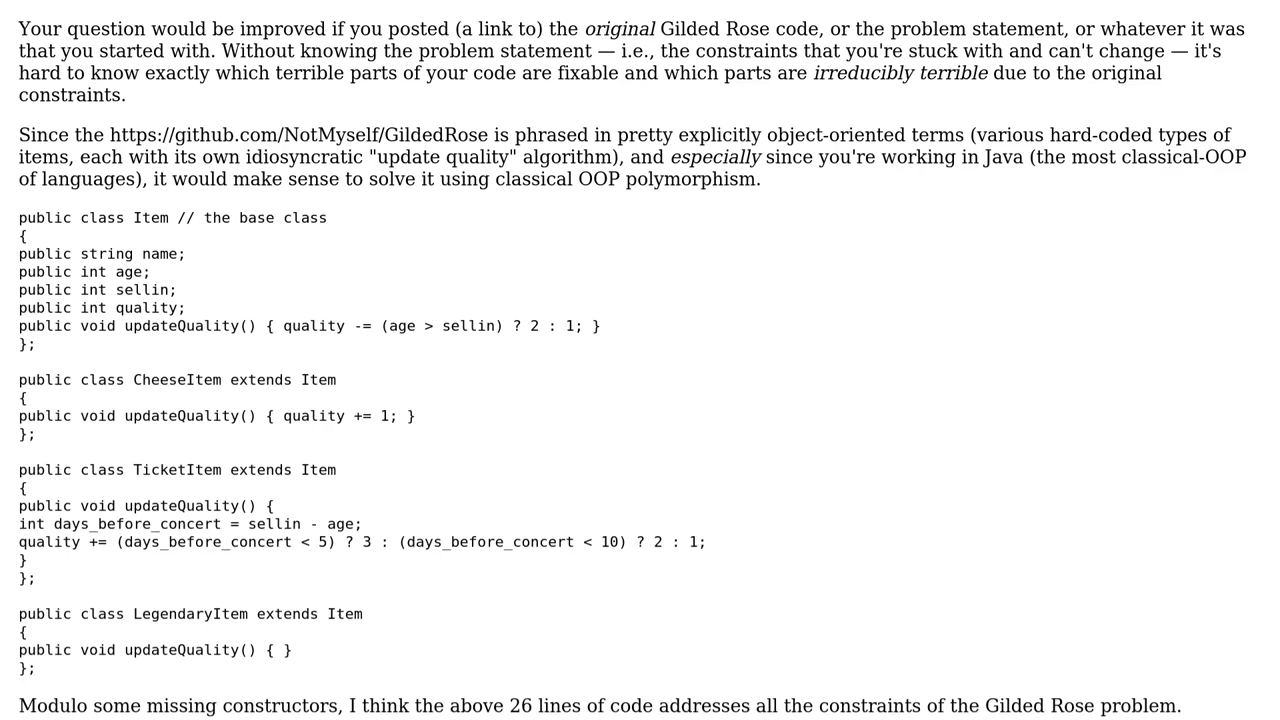 Your question would be improved if you posted (a link to) the original Gilded Rose code, or the problem statement, or whatever it was
that you started with. Without knowing the problem statement — i.e., the constraints that you're stuck with and can't change — it's
hard to know exactly which terrible parts of your code are fixable and which parts are irreducibly terrible due to the original
constraints.
Since the https://github.com/NotMyself/GildedRose is phrased in pretty explicitly object-oriented terms (various hard-coded types of
items, each with its own idiosyncratic "update quality" algorithm), and especially since you're working in Java (the most classical-OOP
of languages), it would make sense to solve it using classical OOP polymorphism.
public class Item // the base class
{
public string name;
public int age;
public int sellin;
public int quality;
public void updateQuality() { quality -= (age > sellin) ? 2 : 1; }
};
public class CheeseItem extends Item
{
public void updateQuality() { quality += 1; }
};
public class TicketItem extends Item
{
public void updateQuality() {
int days_before_concert = sellin - age;
quality += (days_before_concert < 5) ? 3 : (days_before_concert < 10) ? 2 : 1;
}
};
public class LegendaryItem extends Item
{
public void updateQuality() { }
};
Modulo some missing constructors, I think the above 26 lines of code addresses all the constraints of the Gilded Rose problem.